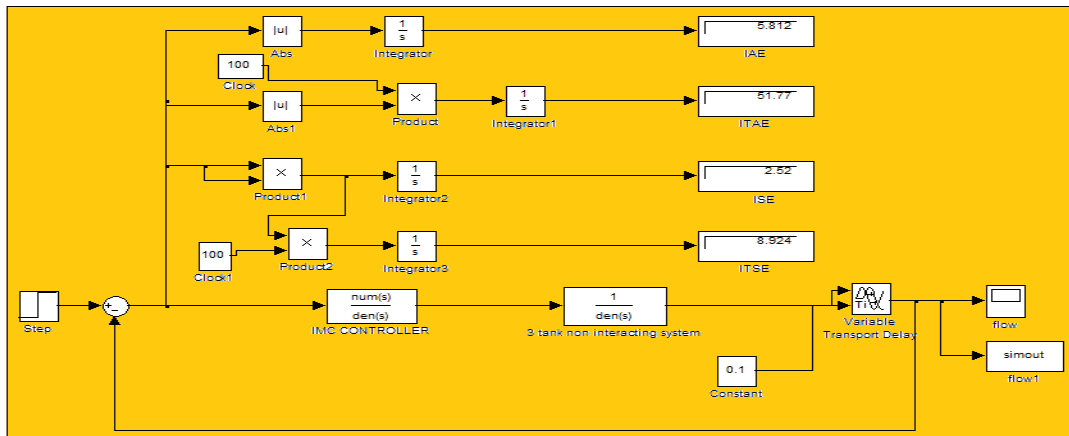 |u|
Abs
1
s
Integrator
5.812
IAE
100
Clock
|u|
Abs1
×
Product
1
s
Integrator1
51.77
ITAE
×
Product1
1
s
Integrator2
2.52
ISE
100
Clock1
×
Product2
1
s
Integrator3
8.924
ITSE
Step
+
−
num(s)
den(s)
IMC CONTROLLER
1
den(s)
3 tank non interacting system
0.1
Constant
Ti
Variable
Transport Delay
flow
simout
flow1